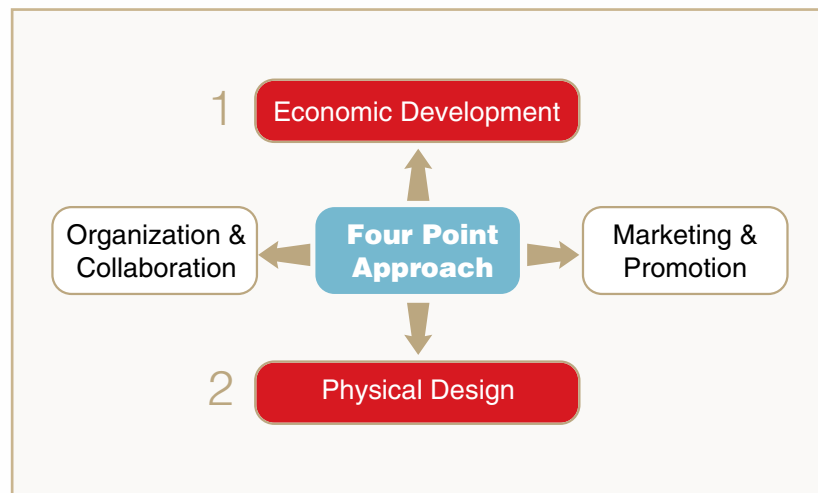 1
Economic Development
Organization &
Collaboration
Four Point
Approach
Marketing &
Promotion
2
Physical Design